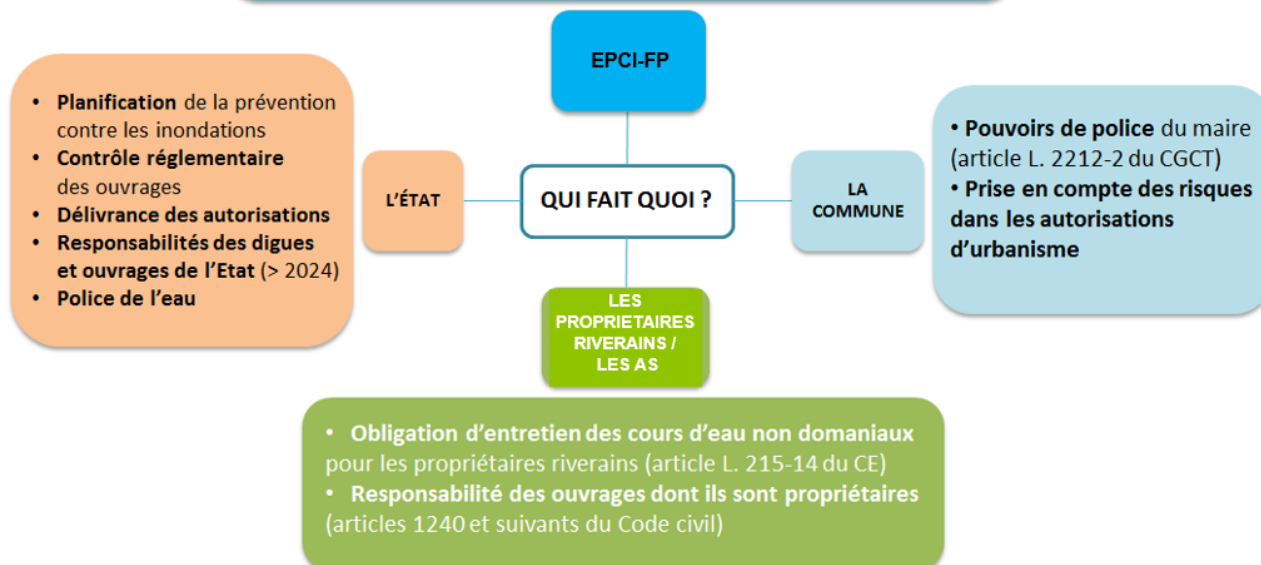 EPCI-FP
• Planification de la prévention
contre les inondations
• Contrôle réglementaire
des ouvrages
• Délivrance des autorisations
• Responsabilités des digues
et ouvrages de l'Etat (> 2024)
• Police de l'eau
L'ÉTAT
QUI FAIT QUOI ?
LA
COMMUNE
• Pouvoirs de police du maire
(article L. 2212-2 du CGCT)
• Prise en compte des risques
dans les autorisations
d'urbanisme
LES
PROPRIETAIRES
RIVERAINS /
LES AS
• Obligation d'entretien des cours d'eau non domaniaux
pour les propriétaires riverains (article L. 215-14 du CE)
• Responsabilité des ouvrages dont ils sont propriétaires
(articles 1240 et suivants du Code civil)